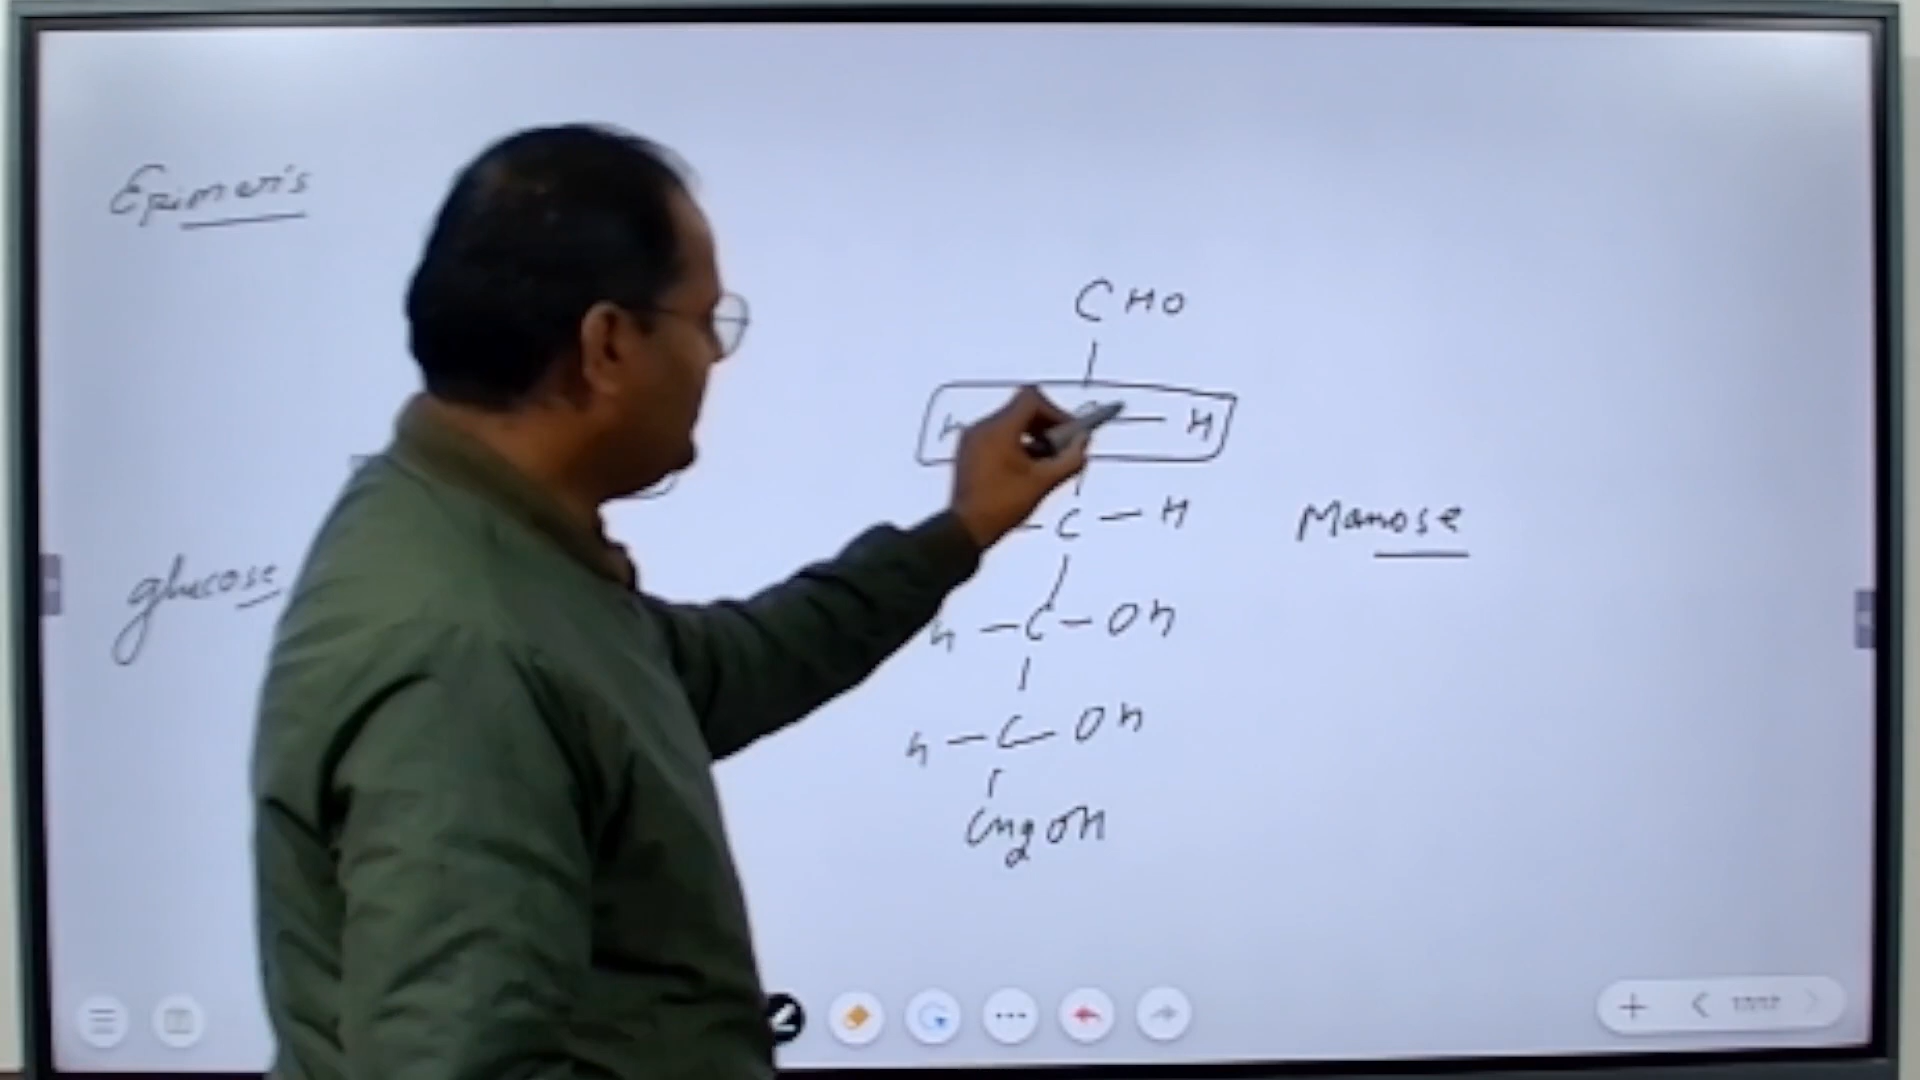 Epimeris
CHO
H — H
C — H
Manose
glucose
H — C — OH
H — C — OH
CH2OH